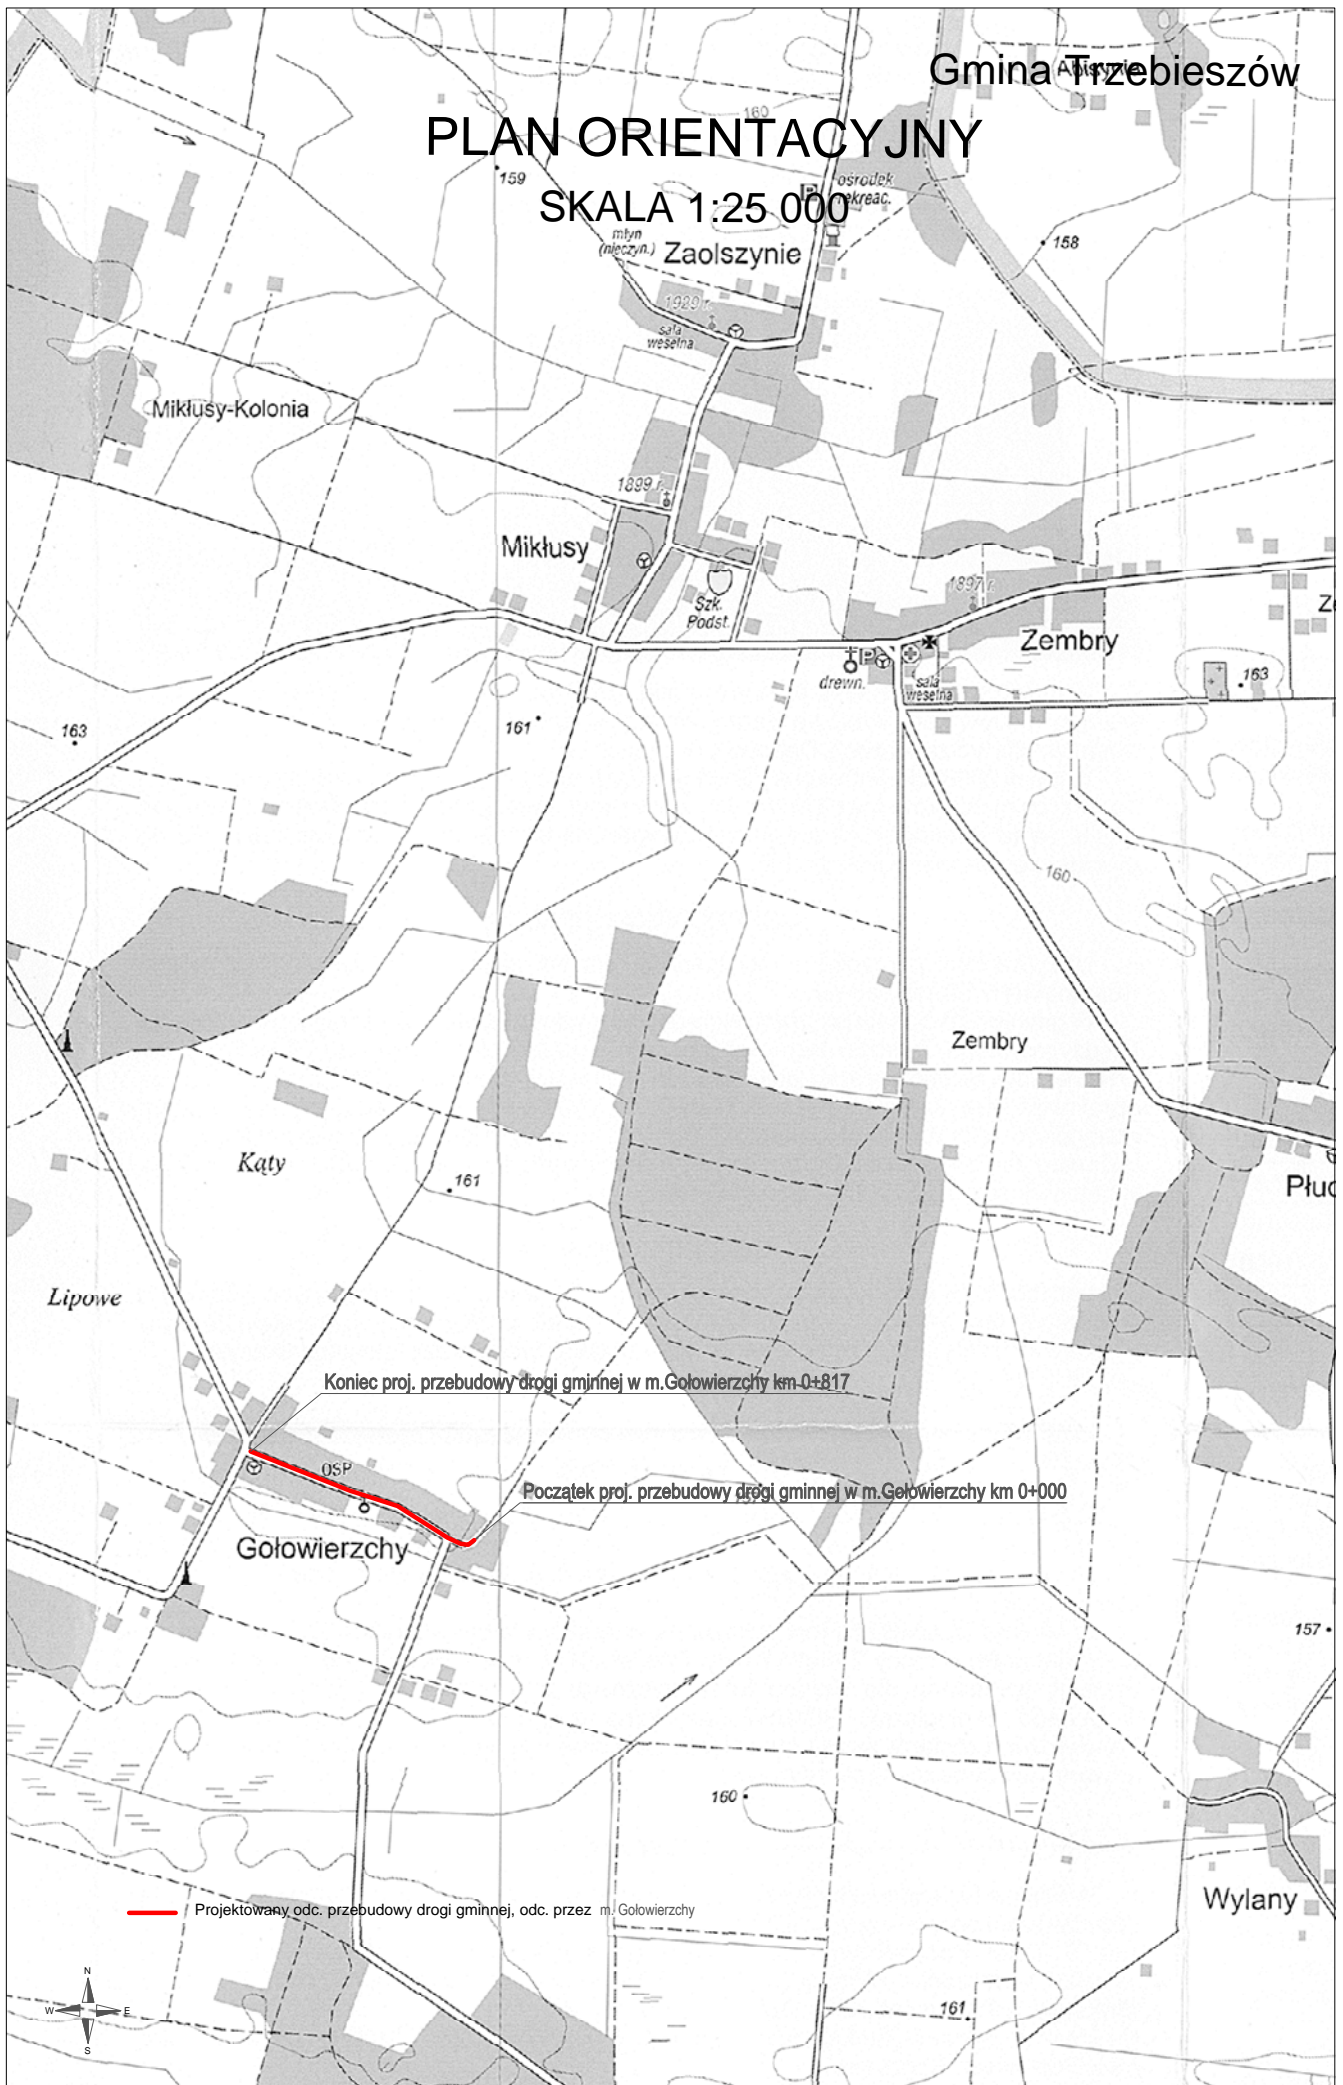 Gmina Trzebieszów
Abisynia
PLAN ORIENTACYJNY
SKALA 1:25 000
160
159
P
ośrodek
rekreac.
158
młyn
(nieczyn.)
Zaolszynie
1929 r.
sala
weselna
Mikłusy-Kolonia
1899 r.
Mikłusy
Szk.
Podst.
1897 r.
Zembry
P
drewn.
sala
weselna
163
163
161
160
Zembry
Kąty
161
Lipowe
Płud
Koniec proj. przebudowy drogi gminnej w m.Gołowierzchy km 0+817
OSP
Początek proj. przebudowy drogi gminnej w m.Gołowierzchy km 0+000
Gołowierzchy
157
160
Wylany
Projektowany odc. przebudowy drogi gminnej, odc. przez m. Gołowierzchy
161
N
W E
S